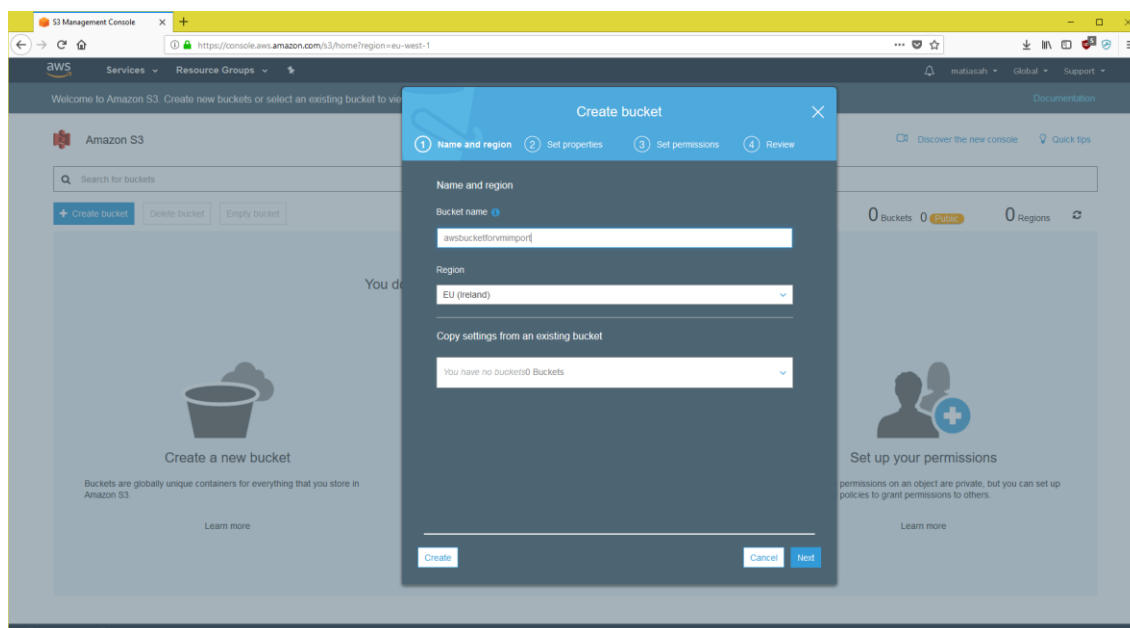 S3 Management Console
https://console.aws.amazon.com/s3/home?region=eu-west-1
aws Services Resource Groups matiasah Global Support
Welcome to Amazon S3. Create new buckets or select an existing bucket to vie
Documentation
Create bucket
1 Name and region 2 Set properties 3 Set permissions 4 Review
Amazon S3
Discover the new console Quick tips
Search for buckets
+ Create bucket Delete bucket Empty bucket
0 Buckets 0 Public 0 Regions
Name and region
Bucket name
awsbucketforvmimport
Region
EU (Ireland)
Copy settings from an existing bucket
You have no buckets0 Buckets
You do
Create a new bucket
Buckets are globally unique containers for everything that you store in
Amazon S3.
Learn more
Set up your permissions
permissions on an object are private, but you can set up
policies to grant permissions to others.
Learn more
Create Cancel Next